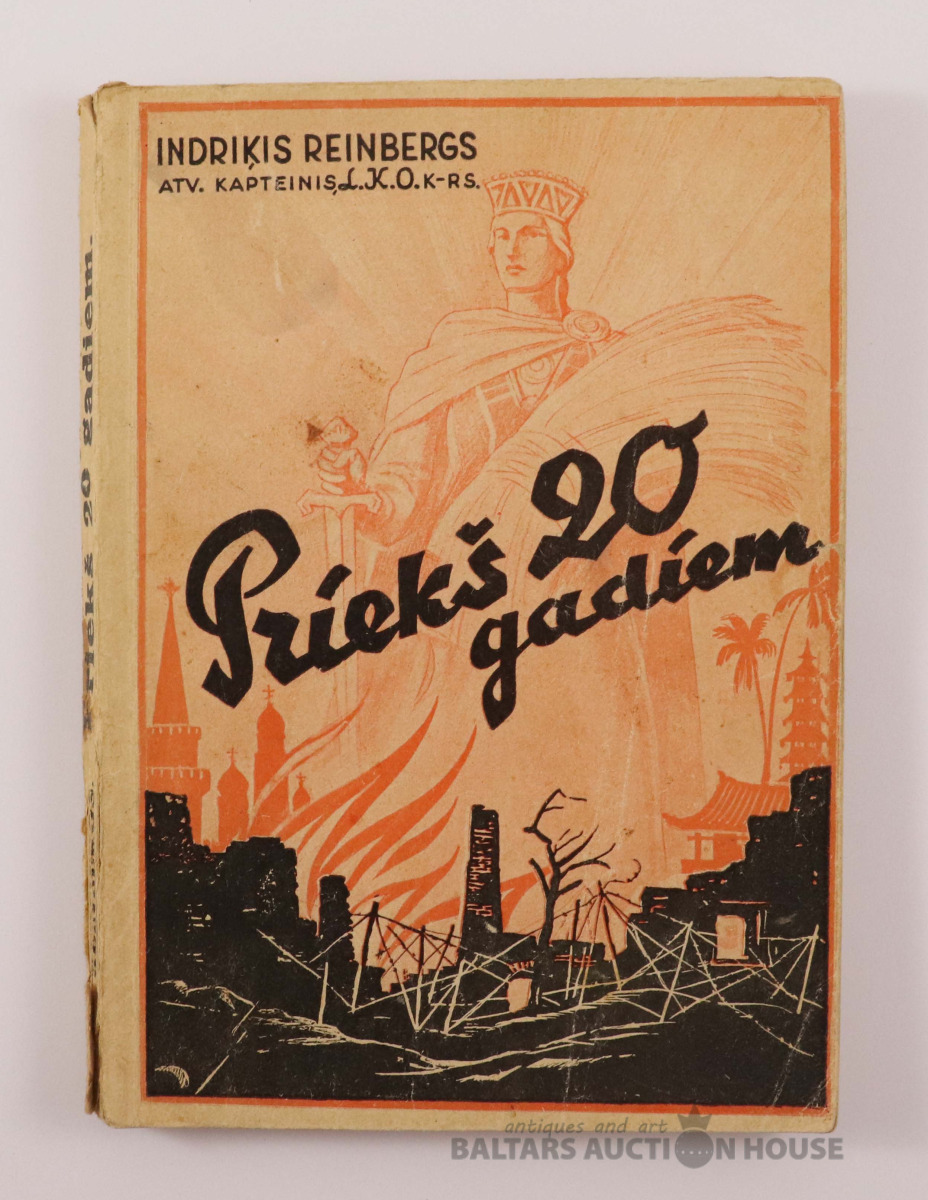 INDRIĶIS REINBERGS
ATV. KAPTEINIS, L.K.O. K-RS.
Priekš 20
gadiem
Priekš 20 gadiem.
antiques and art
BALTARS AUCTION HOUSE